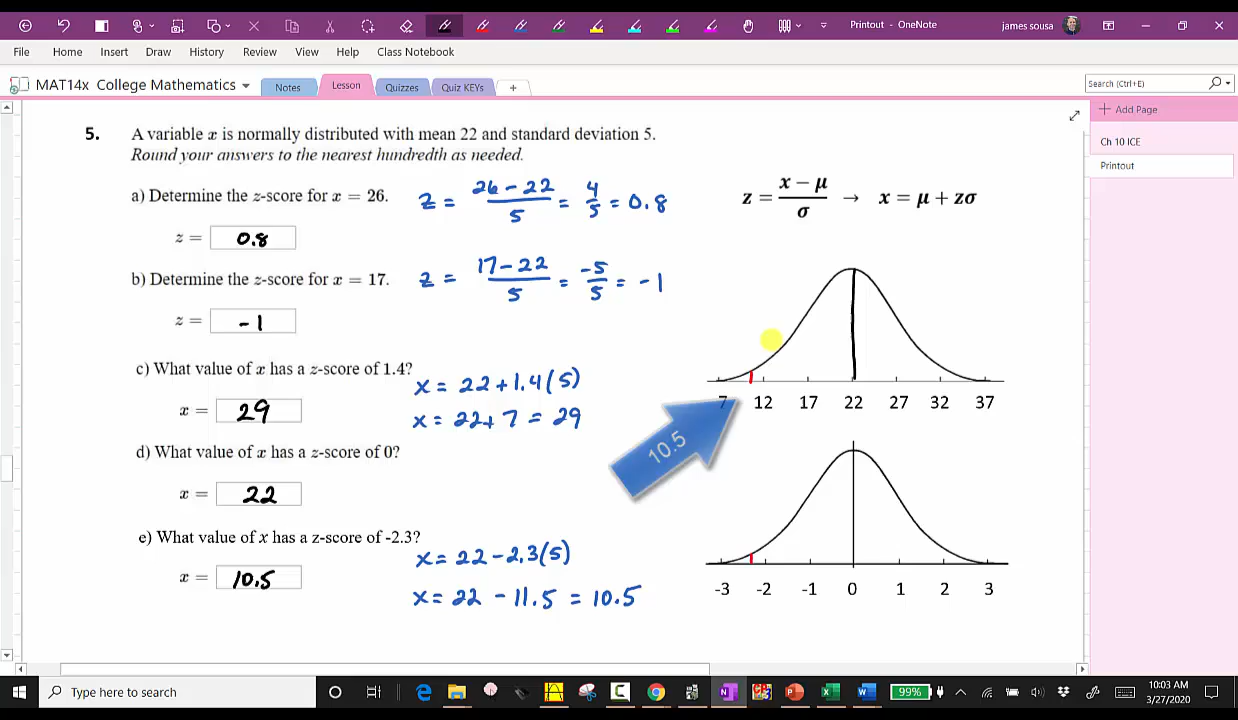 Printout - OneNote
james sousa
File Home Insert Draw History Review View Help Class Notebook
MAT14x College Mathematics Notes Lesson Quizzes Quiz KEYs + Search (Ctrl+E)
Add Page
Ch 10 ICE
Printout
5. A variable x is normally distributed with mean 22 and standard deviation 5.
Round your answers to the nearest hundredth as needed.
a) Determine the z-score for x = 26.
z = 26 - 22 / 5 = 4/5 = 0.8
z = x - μ / σ → x = μ + zσ
z = 0.8
b) Determine the z-score for x = 17.
z = 17 - 22 / 5 = -5/5 = -1
z = -1
c) What value of x has a z-score of 1.4?
x = 22 + 1.4(5)
x = 29
x = 22 + 7 = 29
7 12 17 22 27 32 37
10.5
d) What value of x has a z-score of 0?
x = 22
e) What value of x has a z-score of -2.3?
x = 22 - 2.3(5)
x = 10.5
x = 22 - 11.5 = 10.5
-3 -2 -1 0 1 2 3
Type here to search
99%
10:03 AM
3/27/2020